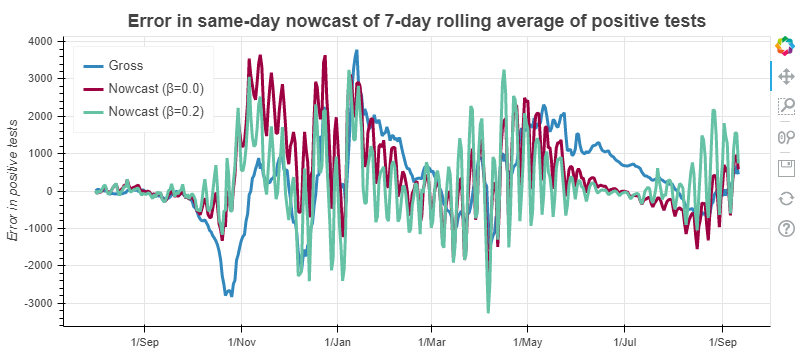 Error in same-day nowcast of 7-day rolling average of positive tests
Error in positive tests
4000
3000
2000
1000
0
-1000
-2000
-3000
Gross
Nowcast (β=0.0)
Nowcast (β=0.2)
1/Sep
1/Nov
1/Jan
1/Mar
1/May
1/Jul
1/Sep